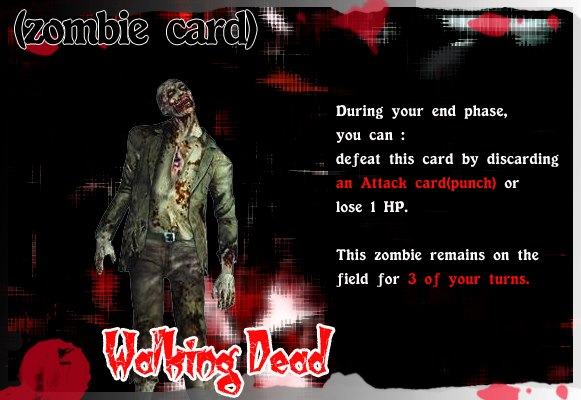 (zombie card)
During your end phase,
you can :
defeat this card by discarding
an Attack card(punch) or
lose 1 HP.
This zombie remains on the
field for 3 of your turns.
Walking Dead